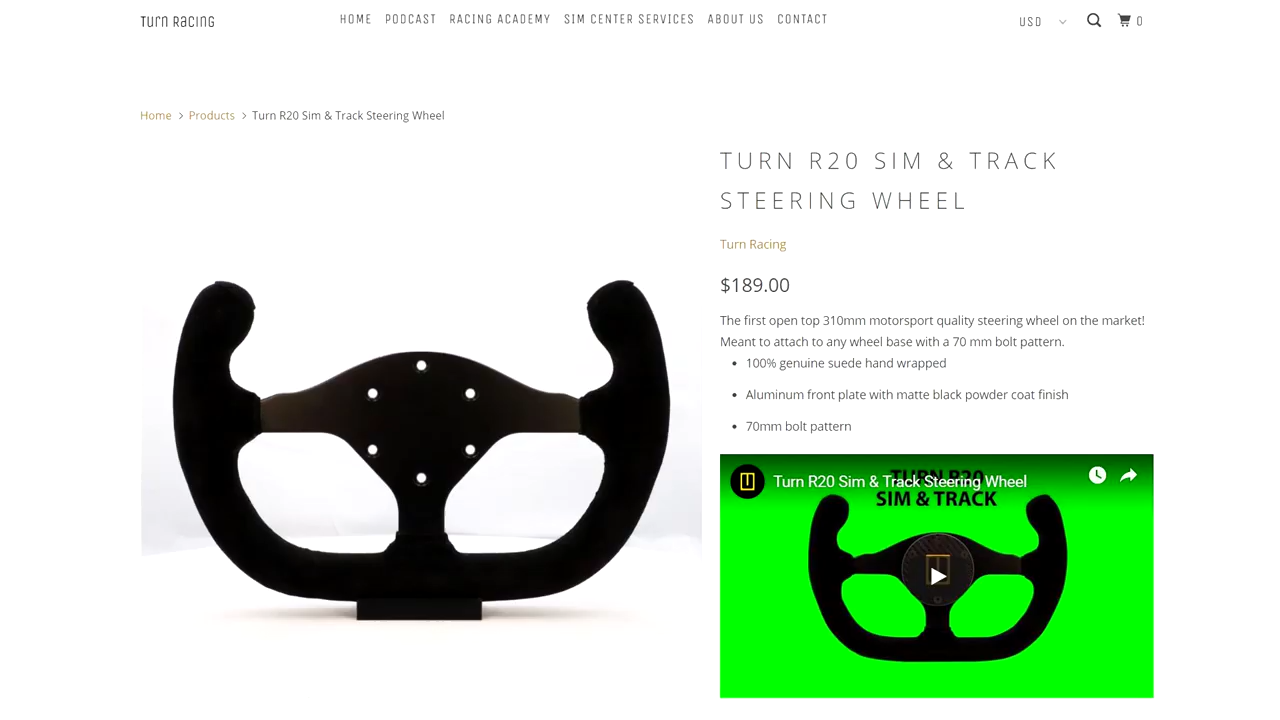 Turn Racing
HOME PODCAST RACING ACADEMY SIM CENTER SERVICES ABOUT US CONTACT
USD
0
Home > Products > Turn R20 Sim & Track Steering Wheel
TURN R20 SIM & TRACK
STEERING WHEEL
Turn Racing
$189.00
The first open top 310mm motorsport quality steering wheel on the market!
Meant to attach to any wheel base with a 70 mm bolt pattern.
• 100% genuine suede hand wrapped
• Aluminum front plate with matte black powder coat finish
• 70mm bolt pattern
TURN R20
Turn R20 Sim & Track Steering Wheel
SIM & TRACK